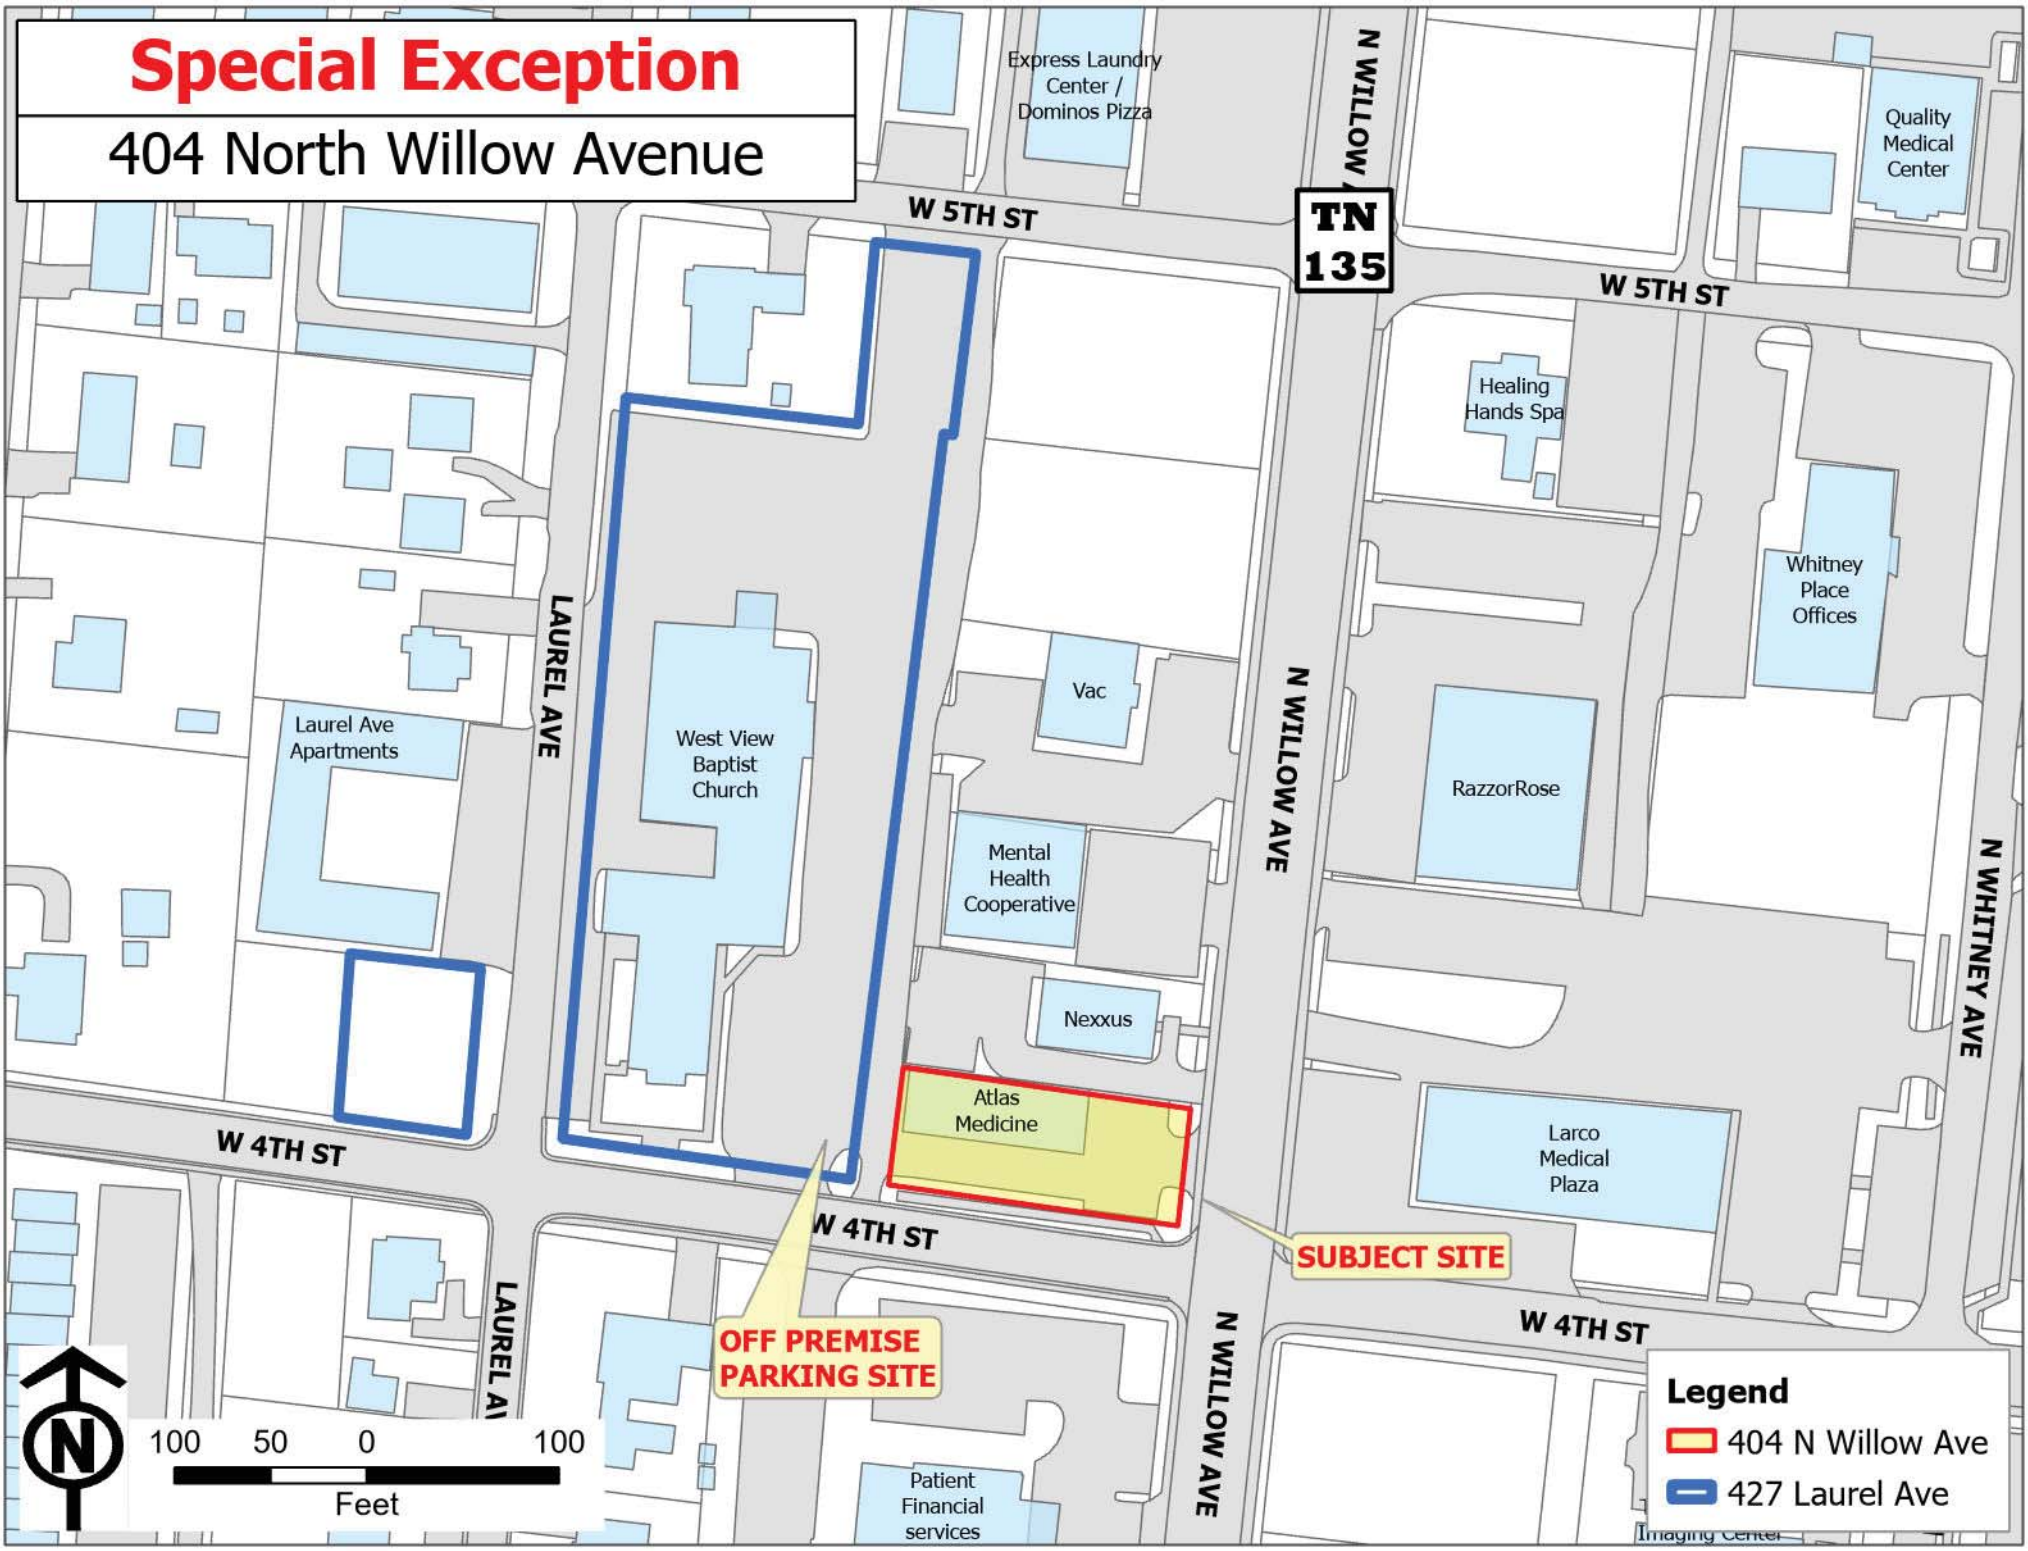 Special Exception
404 North Willow Avenue
Express Laundry
Center /
Dominos Pizza
N WILLOW
Quality
Medical
Center
W 5TH ST
TN
135
W 5TH ST
Healing
Hands Spa
Whitney
Place
Offices
LAUREL AVE
Vac
N WILLOW AVE
Laurel Ave
Apartments
West View
Baptist
Church
RazzorRose
Mental
Health
Cooperative
N WHITNEY AVE
Nexxus
Atlas
Medicine
W 4TH ST
Larco
Medical
Plaza
W 4TH ST
SUBJECT SITE
LAUREL AV
OFF PREMISE
PARKING SITE
N WILLOW AVE
W 4TH ST
Legend
404 N Willow Ave
427 Laurel Ave
N
100 50 0 100
Feet
Patient
Financial
services
Imaging Center